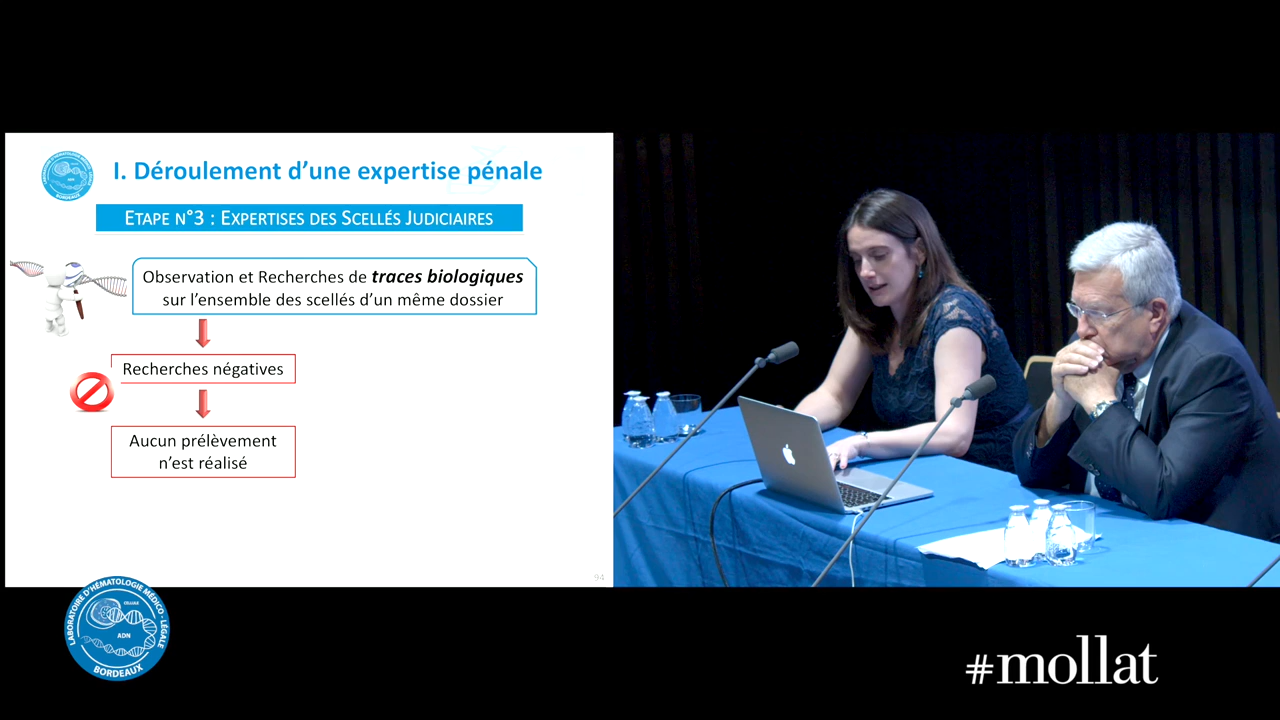 I. Déroulement d'une expertise pénale
ETAPE N°3 : EXPERTISES DES SCELLÉS JUDICIAIRES
Observation et Recherches de traces biologiques
sur l'ensemble des scellés d'un même dossier
Recherches négatives
Aucun prélèvement
n'est réalisé
94
LABORATOIRE D'HÉMATOLOGIE MÉDICO - LÉGALE
ADN
BORDEAUX
#mollat